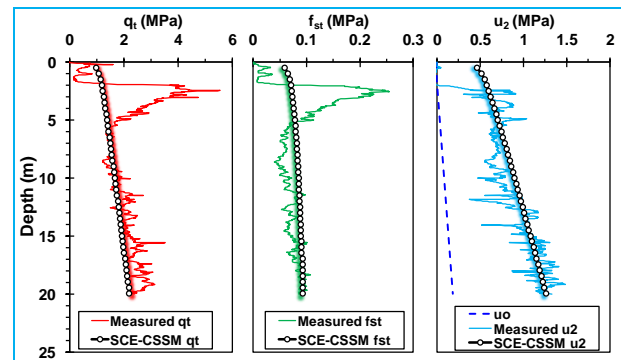 qt (MPa) fst (MPa) u2 (MPa)
0 2 4 6 0 0.1 0.2 0.3 0 0.5 1 1.5 2
0
5
10
15
20
25
Depth (m)
Measured qt
SCE-CSSM qt
Measured fst
SCE-CSSM fst
uo
Measured u2
SCE-CSSM u2